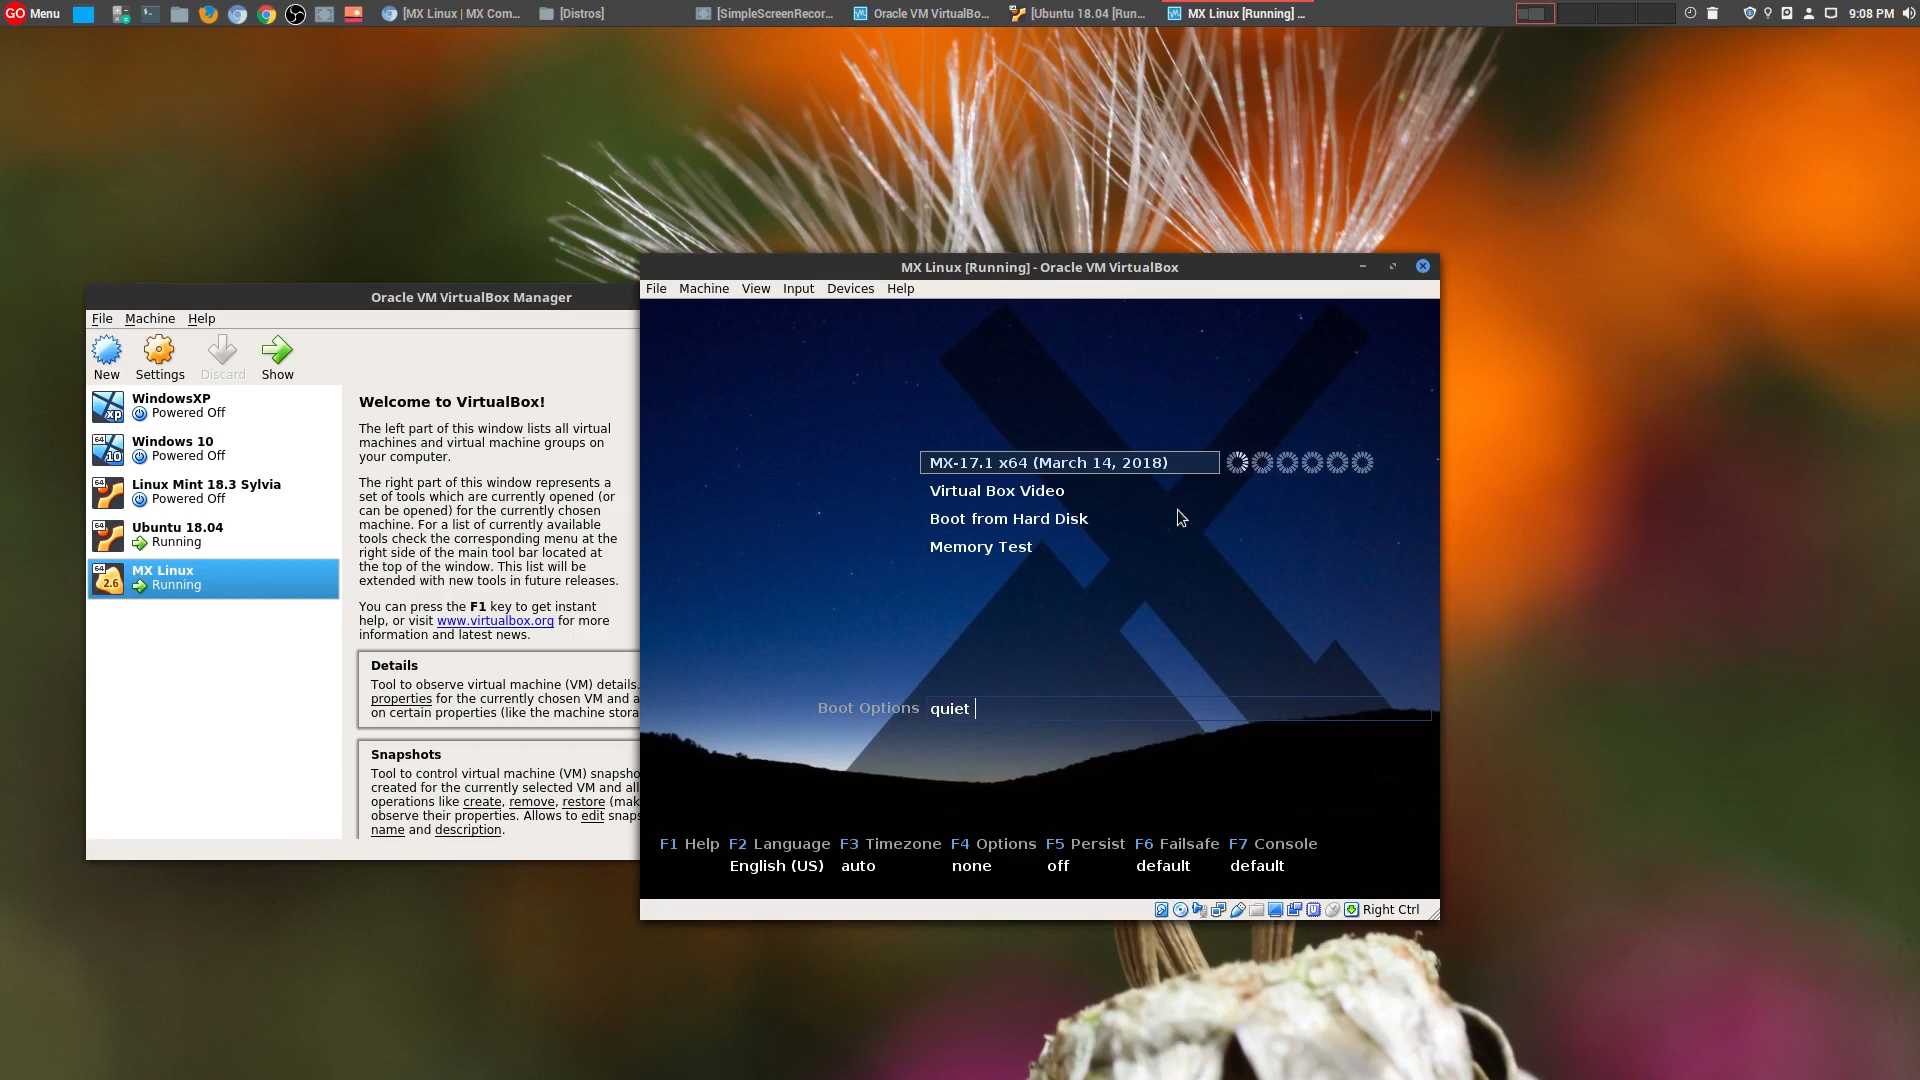 GO Menu
[MX Linux | MX Com...
[Distros]
[SimpleScreenRecor...
Oracle VM VirtualBo...
[Ubuntu 18.04 [Run...
MX Linux [Running] ...
9:08 PM
Oracle VM VirtualBox Manager
File Machine Help
New Settings Discard Show
WindowsXP
Powered Off
Windows 10
Powered Off
Linux Mint 18.3 Sylvia
Powered Off
Ubuntu 18.04
Running
MX Linux
Running
xp
64
10
64
64
64
2.6
Welcome to VirtualBox!
The left part of this window lists all virtual
machines and virtual machine groups on
your computer.
The right part of this window represents a
set of tools which are currently opened (or
can be opened) for the currently chosen
machine. For a list of currently available
tools check the corresponding menu at the
right side of the main tool bar located at
the top of the window. This list will be
extended with new tools in future releases.
You can press the F1 key to get instant
help, or visit www.virtualbox.org for more
information and latest news.
Details
Tool to observe virtual machine (VM) details.
properties for the currently chosen VM and a
on certain properties (like the machine stora
Snapshots
Tool to control virtual machine (VM) snapsho
created for the currently selected VM and all
operations like create, remove, restore (mak
observe their properties. Allows to edit snaps
name and description.
MX Linux [Running] - Oracle VM VirtualBox
File Machine View Input Devices Help
MX-17.1 x64 (March 14, 2018)
Virtual Box Video
Boot from Hard Disk
Memory Test
Boot Options quiet
F1 Help F2 Language F3 Timezone F4 Options F5 Persist F6 Failsafe F7 Console
English (US) auto none off default default
Right Ctrl